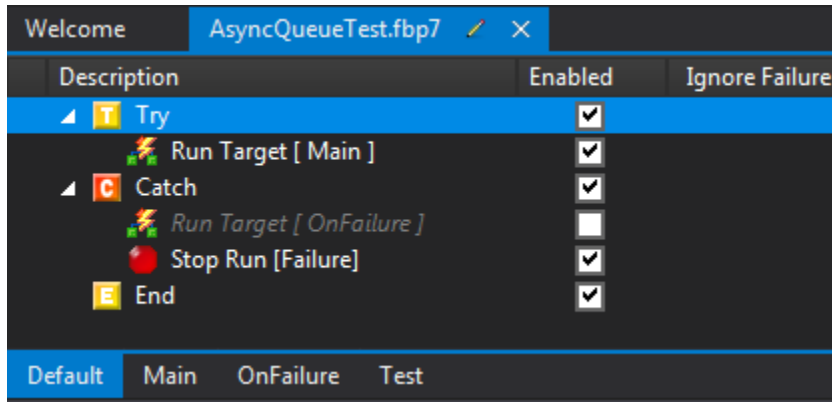 Welcome AsyncQueueTest.fbp7
Description Enabled Ignore Failure
T Try
Run Target [ Main ]
C Catch
Run Target [ OnFailure ]
Stop Run [Failure]
E End
Default Main OnFailure Test